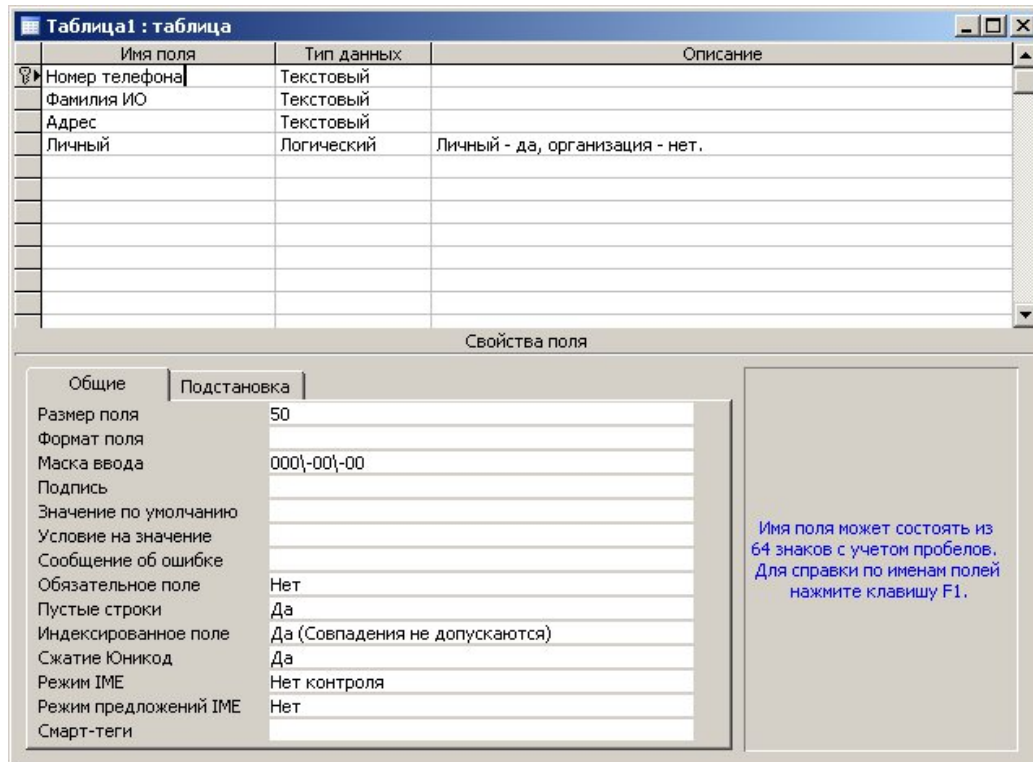 Таблица1 : таблица
Имя поля Тип данных Описание
Номер телефона Текстовый
Фамилия ИО Текстовый
Адрес Текстовый
Личный Логический Личный - да, организация - нет.
Свойства поля
Общие Подстановка
Размер поля 50
Формат поля
Маска ввода 000\-00\-00
Подпись
Значение по умолчанию
Условие на значение
Сообщение об ошибке
Обязательное поле Нет
Пустые строки Да
Индексированное поле Да (Совпадения не допускаются)
Сжатие Юникод Да
Режим IME Нет контроля
Режим предложений IME Нет
Смарт-теги
Имя поля может состоять из
64 знаков с учетом пробелов.
Для справки по именам полей
нажмите клавишу F1.